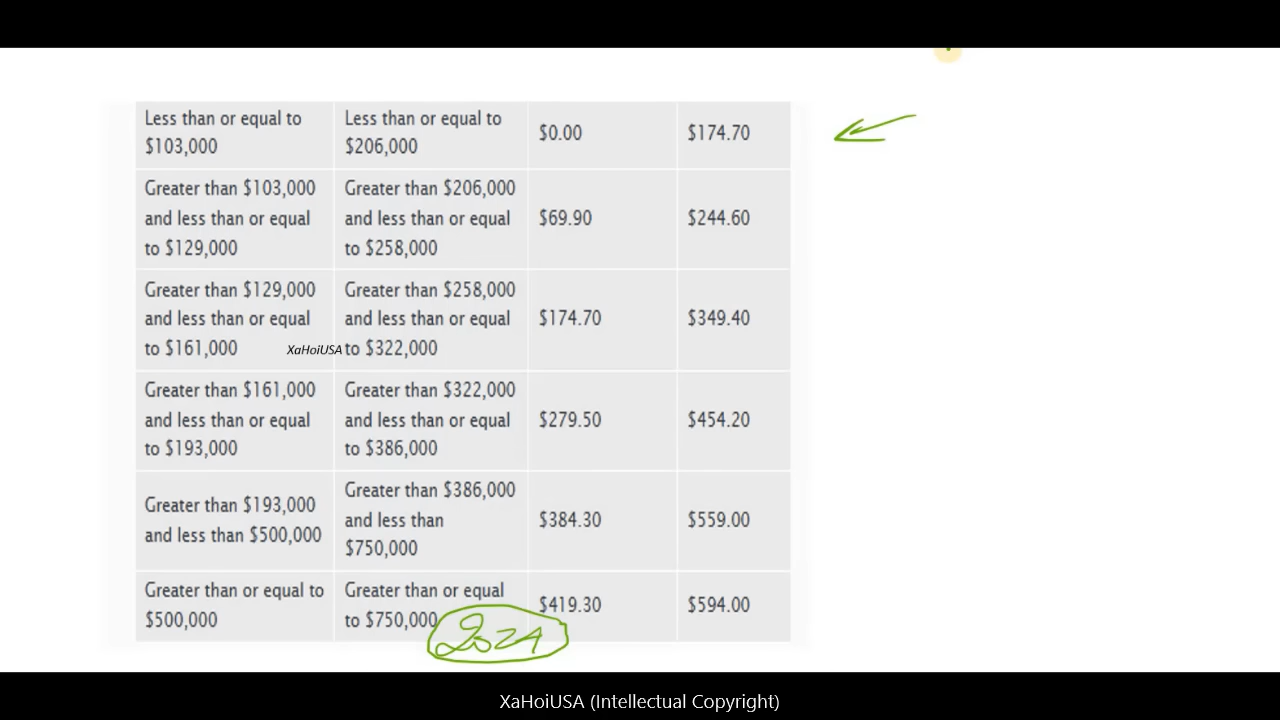 Less than or equal to
$103,000
Less than or equal to
$206,000
$0.00
$174.70
Greater than $103,000
and less than or equal
to $129,000
Greater than $206,000
and less than or equal
to $258,000
$69.90
$244.60
Greater than $129,000
and less than or equal
to $161,000
Greater than $258,000
and less than or equal
to $322,000
$174.70
$349.40
XaHoiUSA
Greater than $161,000
and less than or equal
to $193,000
Greater than $322,000
and less than or equal
to $386,000
$279.50
$454.20
Greater than $193,000
and less than $500,000
Greater than $386,000
and less than
$750,000
$384.30
$559.00
Greater than or equal to
$500,000
Greater than or equal
to $750,000
$419.30
$594.00
2024
XaHoiUSA (Intellectual Copyright)